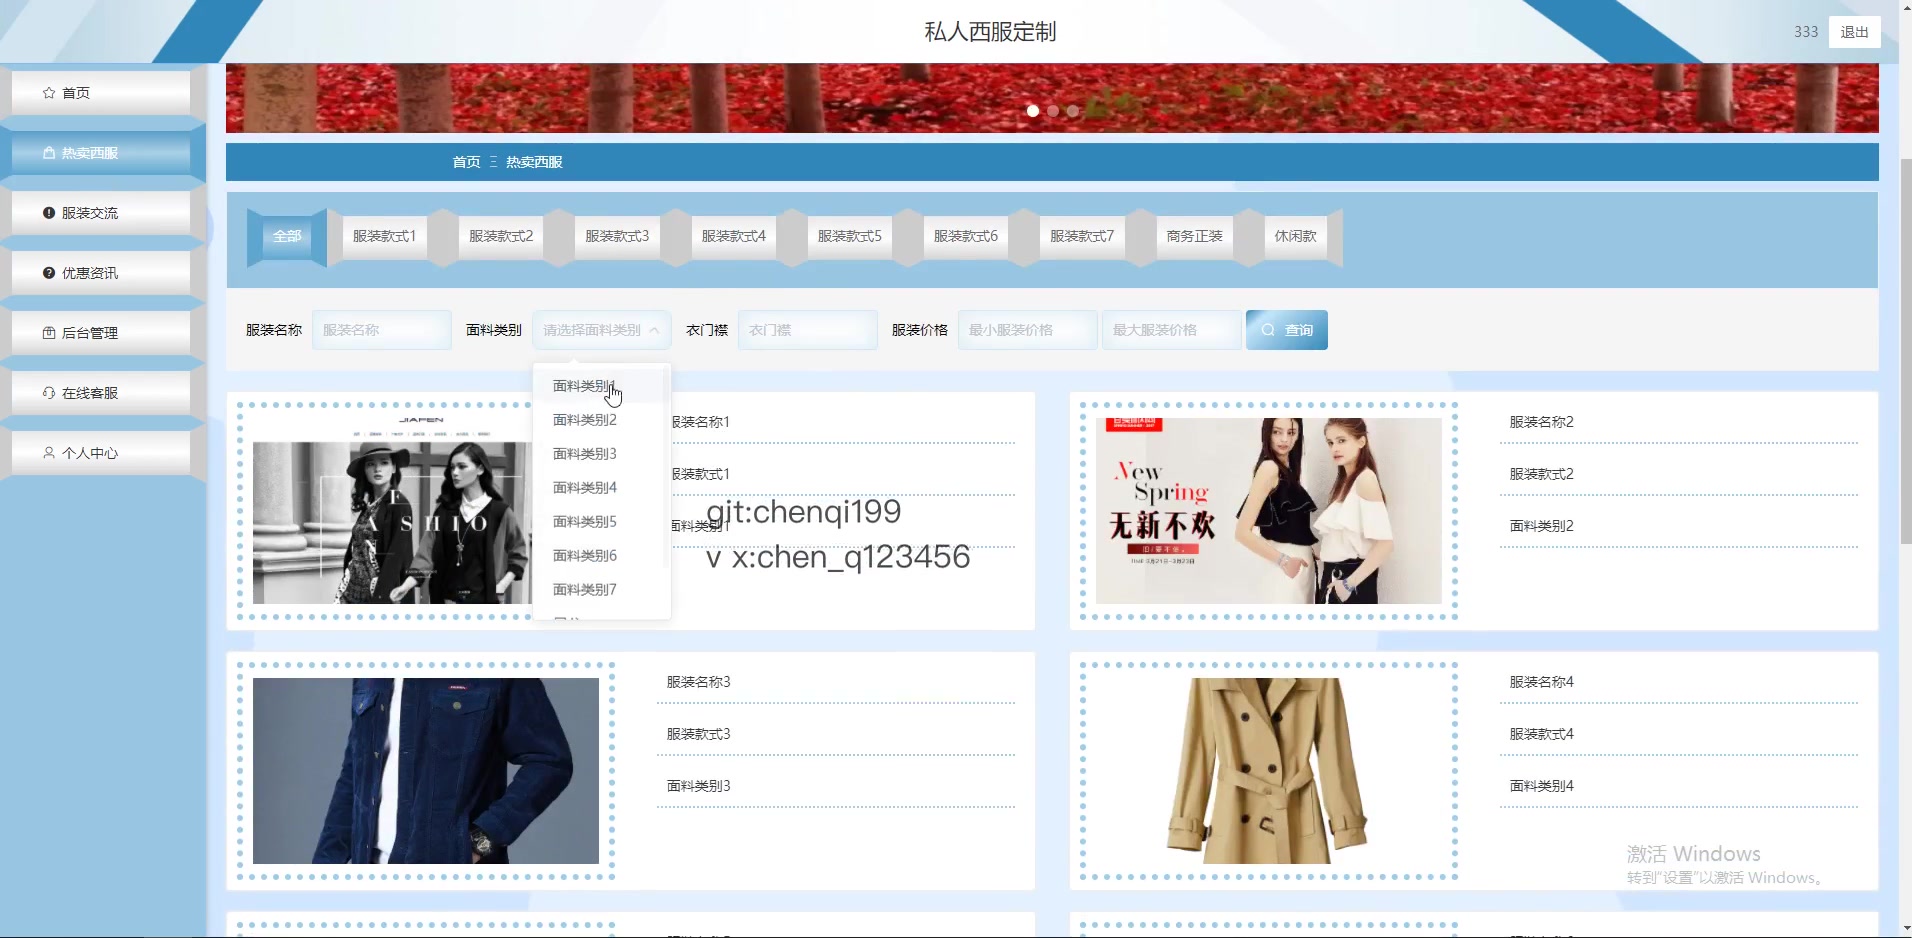 私人西服定制
333 退出
首页
热卖西服
服装交流
优惠资讯
后台管理
在线客服
个人中心
首页 Ξ 热卖西服
全部 服装款式1 服装款式2 服装款式3 服装款式4 服装款式5 服装款式6 服装款式7 商务正装 休闲款
服装名称 服装名称 面料类别 请选择面料类别 衣门襟 衣门襟 服装价格 最小服装价格 最大服装价格 查询
面料类别1
面料类别2
面料类别3
面料类别4
面料类别5
面料类别6
面料类别7
FASHIO
服装名称1
服装款式1
面料类别1
git:chenqi199
v x:chen_q123456
New
Spring
无新不欢
服装名称2
服装款式2
面料类别2
服装名称3
服装款式3
面料类别3
服装名称4
服装款式4
面料类别4
激活 Windows
转到"设置"以激活 Windows。